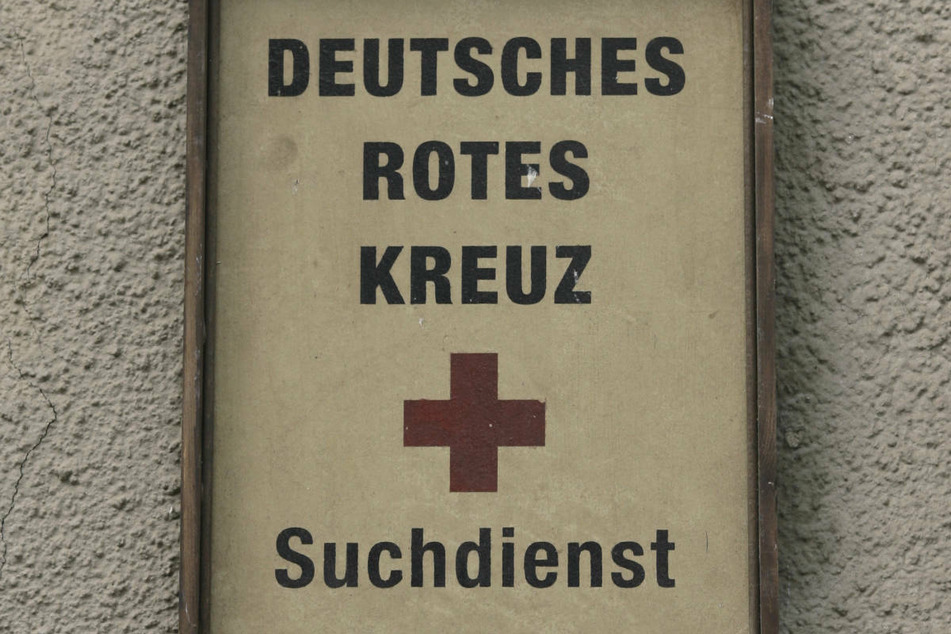 DEUTSCHES
ROTES
KREUZ
Suchdienst